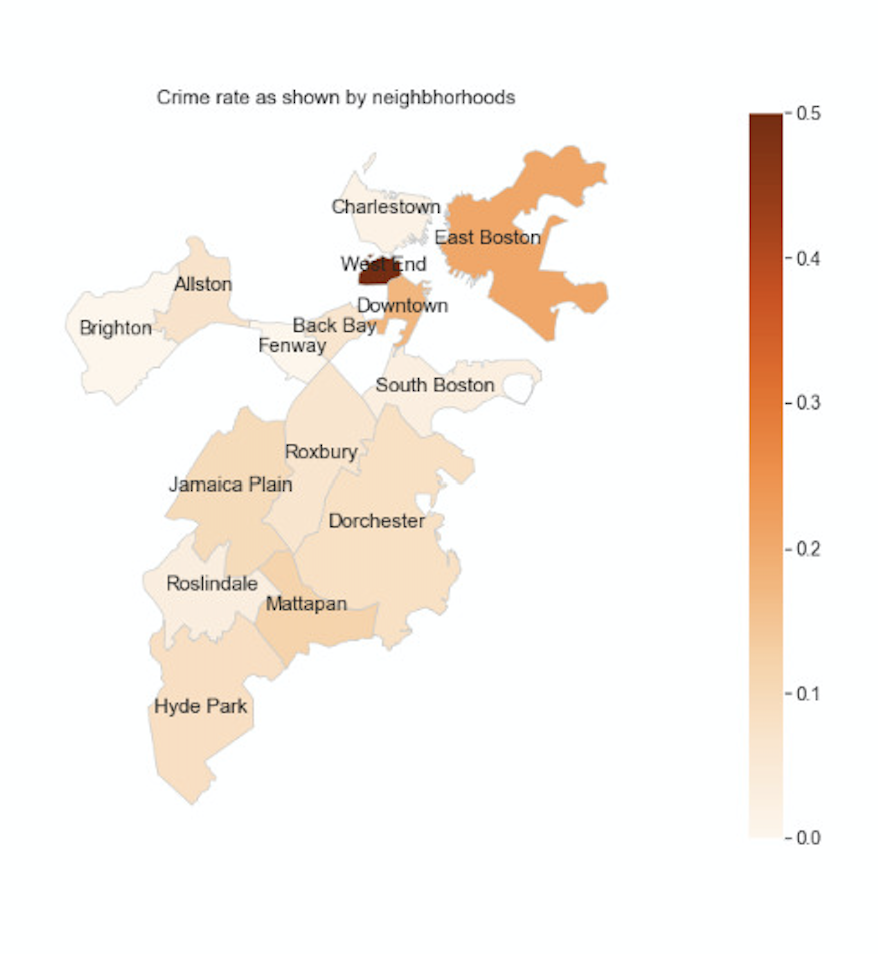 Crime rate as shown by neighbhorhoods
0.5
Charlestown
East Boston
0.4
West End
Allston
Downtown
Brighton
Back Bay
Fenway
South Boston
0.3
Roxbury
Jamaica Plain
Dorchester
0.2
Roslindale
Mattapan
0.1
Hyde Park
0.0